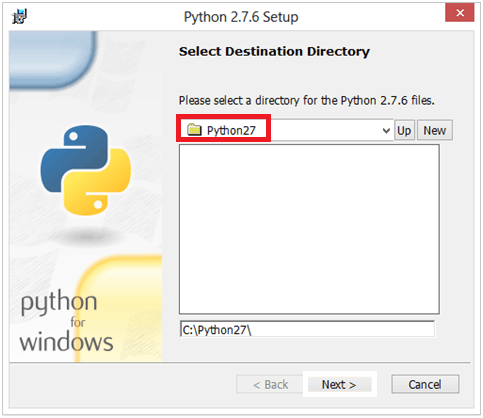 Python 2.7.6 Setup
Select Destination Directory
Please select a directory for the Python 2.7.6 files.
Python27
Up
New
python
for
windows
C:\Python27\
< Back
Next >
Cancel